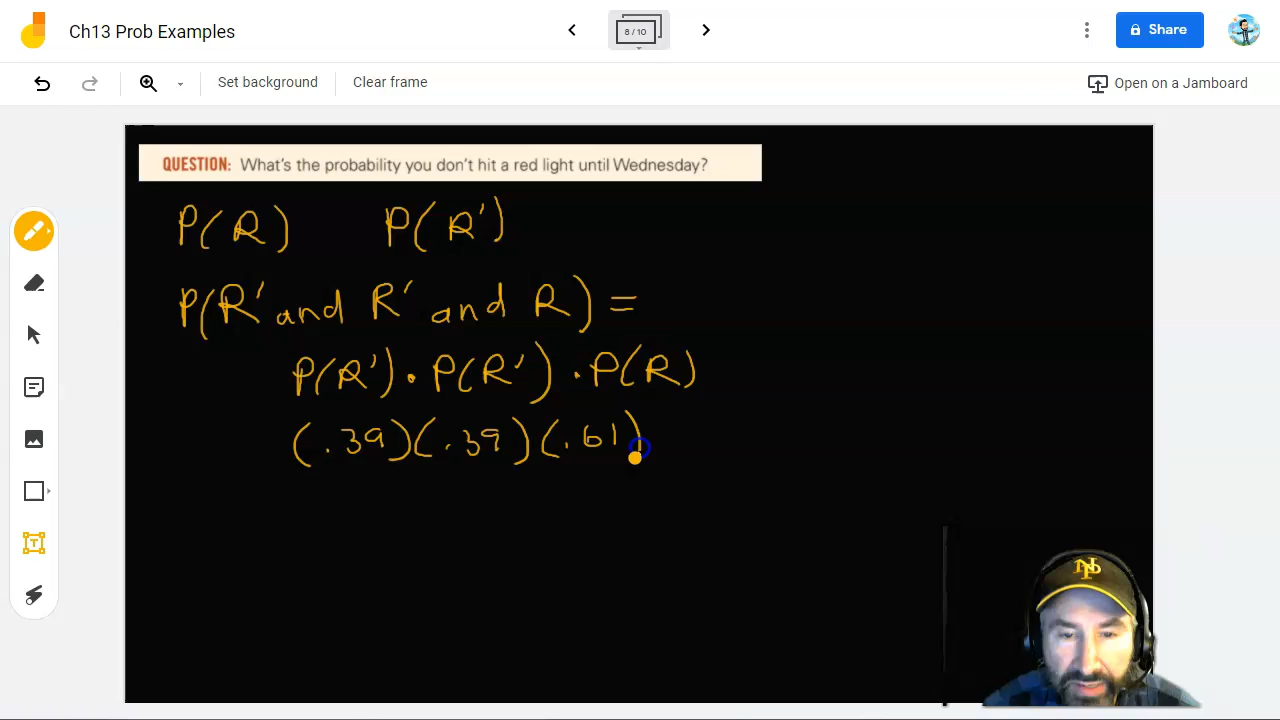 Ch13 Prob Examples
8 / 10
Share
Set background
Clear frame
Open on a Jamboard
QUESTION: What's the probability you don't hit a red light until Wednesday?
P(R) P(R')
P(R' and R' and R) =
P(R') · P(R') · P(R)
(.39)(.39)(.61)
T